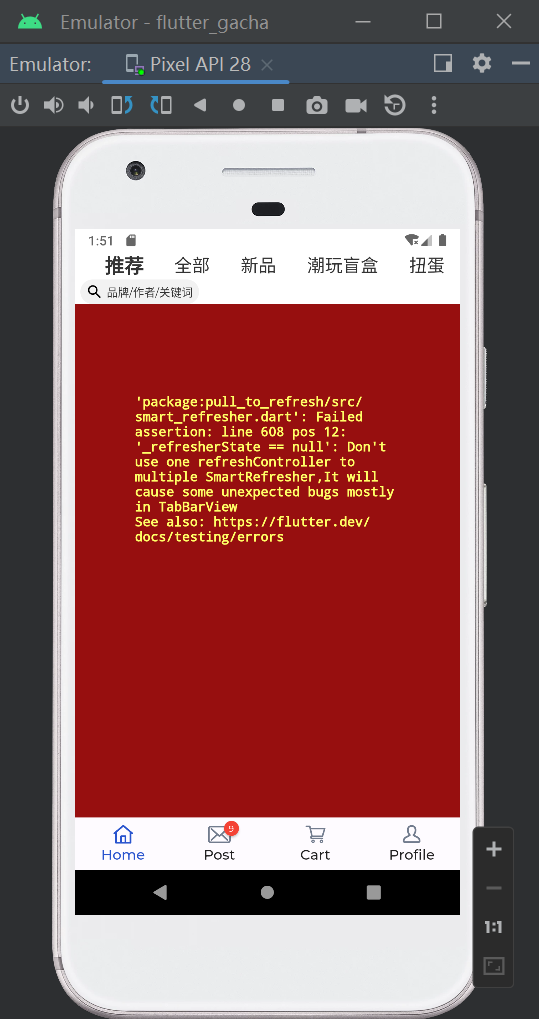 Emulator - flutter_gacha
Emulator: Pixel API 28
1:51
推荐 全部 新品 潮玩盲盒 扭蛋
品牌/作者/关键词
'package:pull_to_refresh/src/
smart_refresher.dart': Failed
assertion: line 608 pos 12:
'_refresherState == null': Don't
use one refreshController to
multiple SmartRefresher,It will
cause some unexpected bugs mostly
in TabBarView
See also: https://flutter.dev/
docs/testing/errors
9
Home Post Cart Profile
1:1